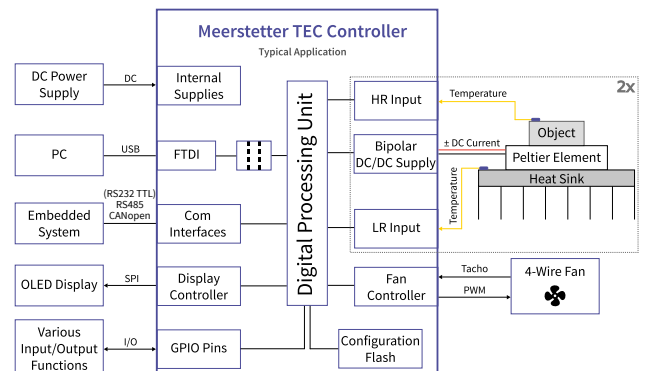 Meerstetter TEC Controller
Typical Application
2x
DC Power
Supply
DC
Internal
Supplies
HR Input
Temperature
Object
PC
USB
FTDI
Digital Processing Unit
Bipolar
DC/DC Supply
± DC Current
Peltier Element
Heat Sink
Temperature
Embedded
System
(RS232 TTL)
RS485
CANopen
Com
Interfaces
LR Input
OLED Display
SPI
Display
Controller
Fan
Controller
Tacho
PWM
4-Wire Fan
Various
Input/Output
Functions
I/O
GPIO Pins
Configuration
Flash